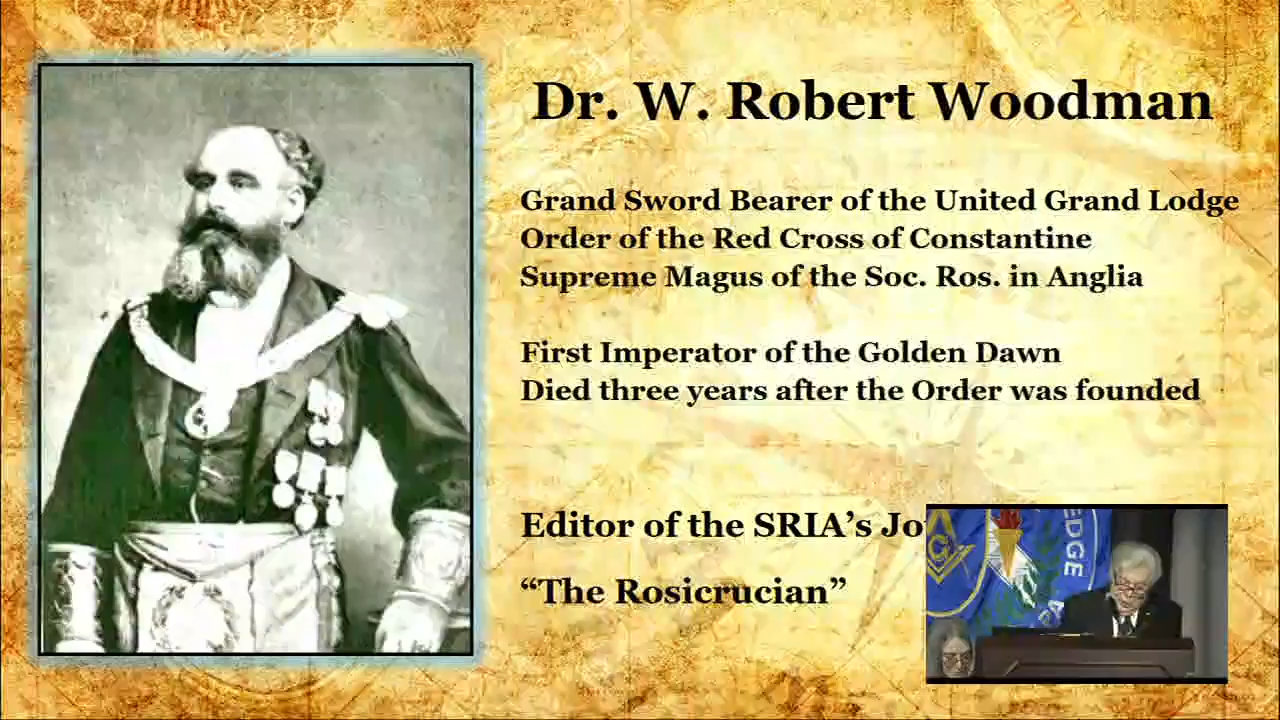 Dr. W. Robert Woodman
Grand Sword Bearer of the United Grand Lodge
Order of the Red Cross of Constantine
Supreme Magus of the Soc. Ros. in Anglia
First Imperator of the Golden Dawn
Died three years after the Order was founded
Editor of the SRIA’s Jo
“The Rosicrucian”
G
EDGE